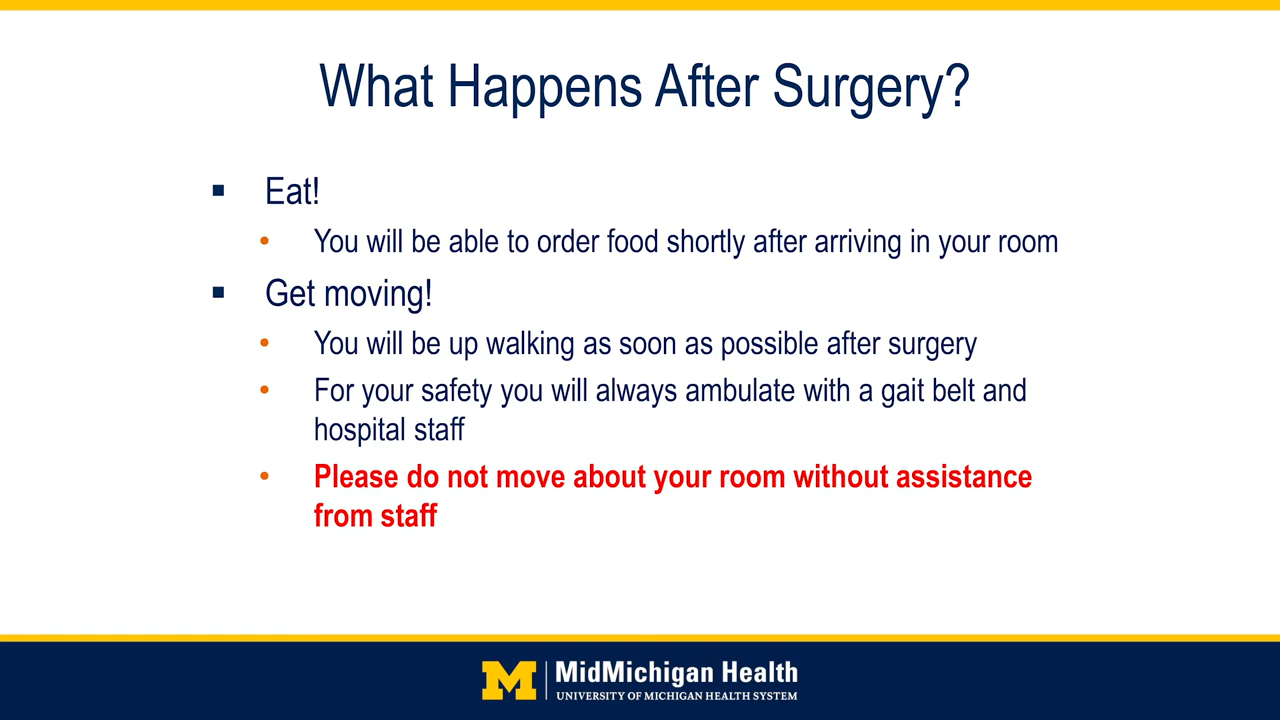 What Happens After Surgery?
▪ Eat!
• You will be able to order food shortly after arriving in your room
▪ Get moving!
• You will be up walking as soon as possible after surgery
• For your safety you will always ambulate with a gait belt and
hospital staff
• Please do not move about your room without assistance
from staff
M | MidMichigan Health
UNIVERSITY OF MICHIGAN HEALTH SYSTEM